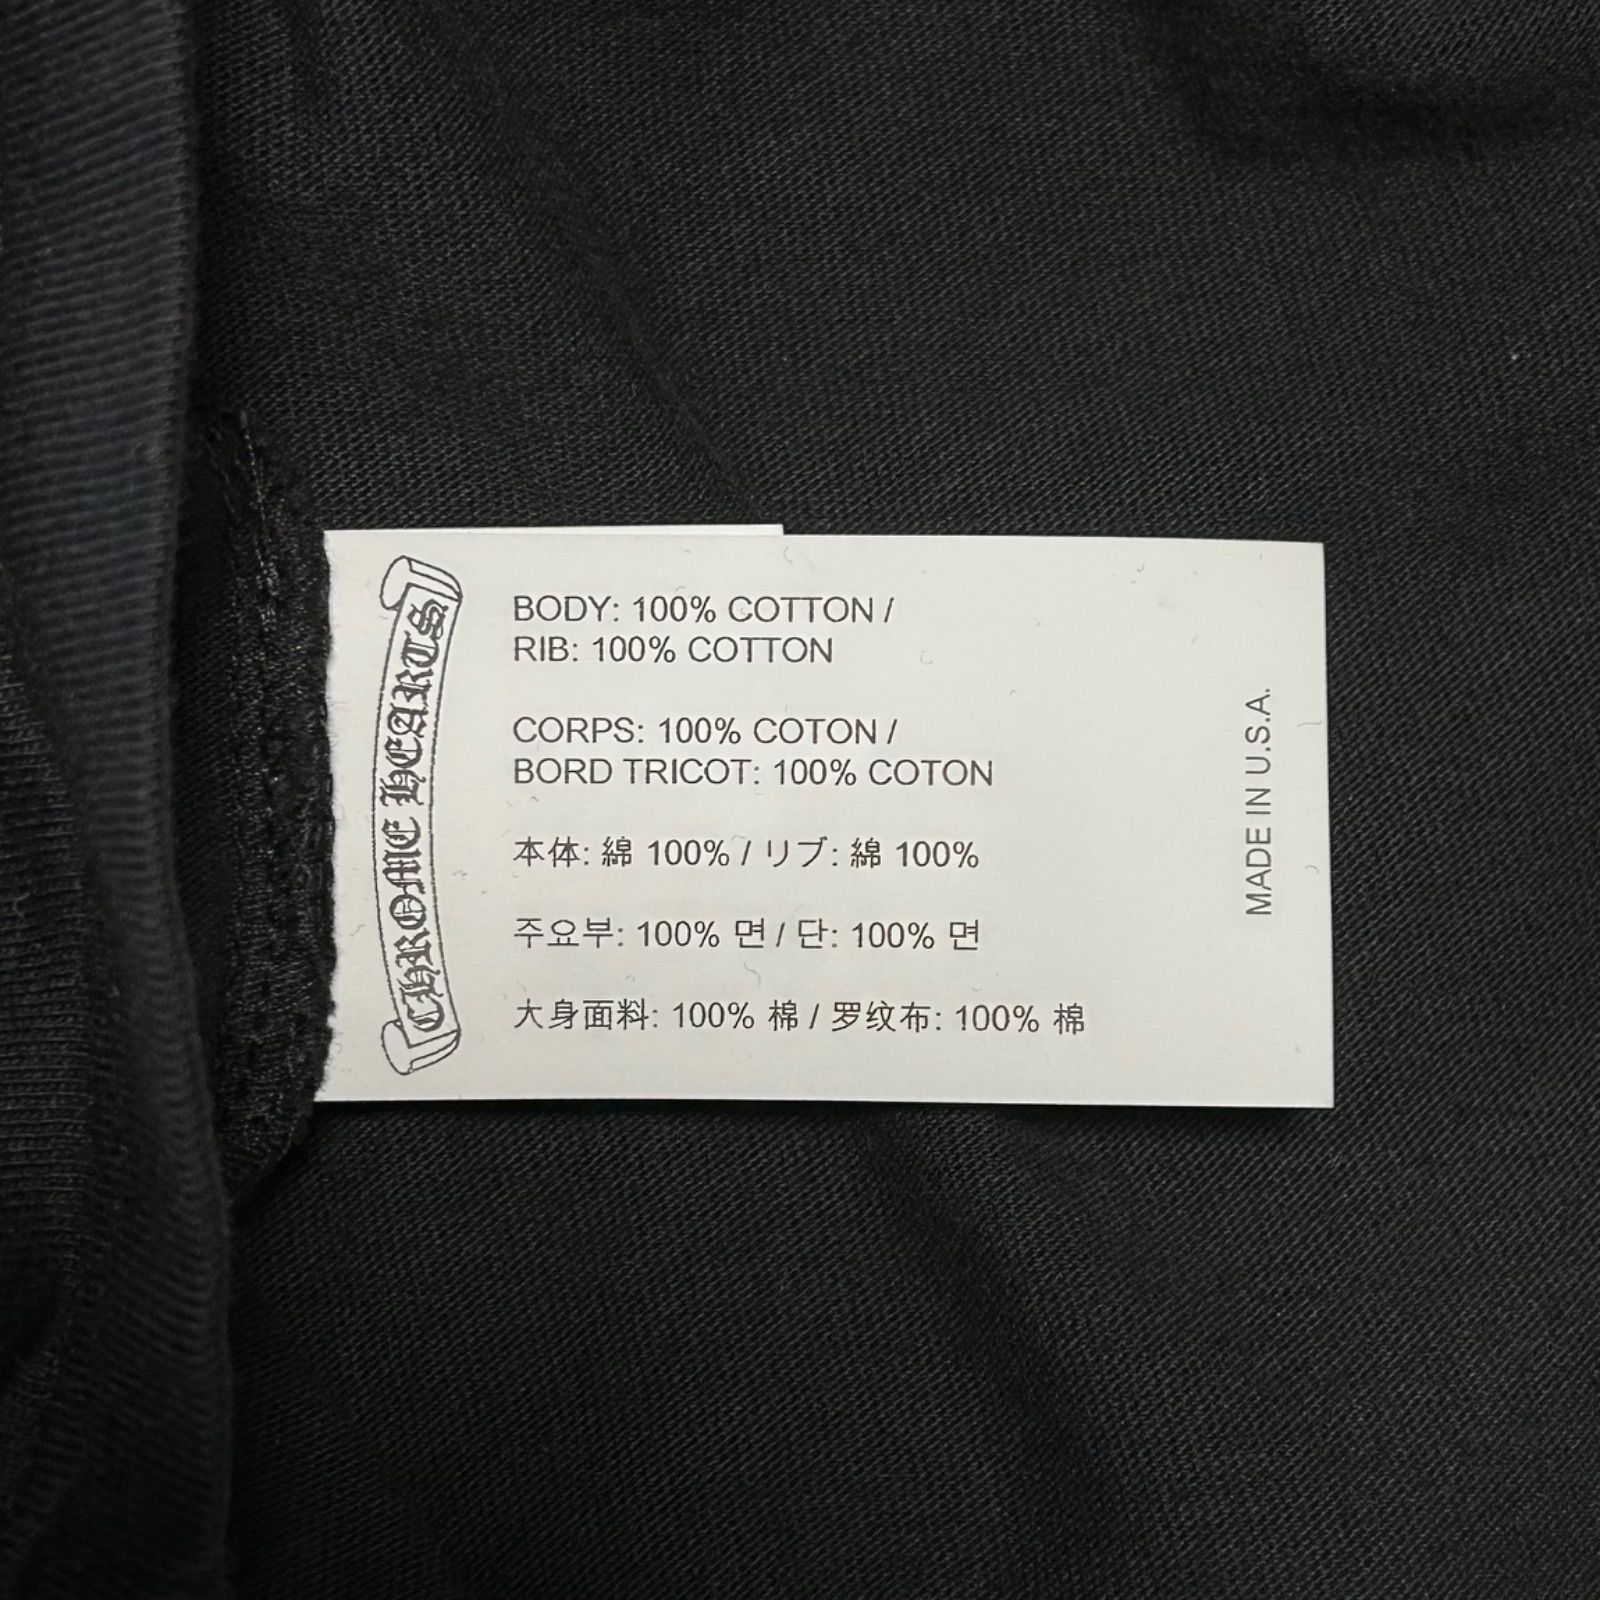 CHROME HEARTS
BODY: 100% COTTON /
RIB: 100% COTTON
CORPS: 100% COTON /
BORD TRICOT: 100% COTON
本体: 綿 100% / リブ: 綿 100%
주요부: 100% 면 / 단: 100% 면
大身面料: 100% 棉 / 罗纹布: 100% 棉
MADE IN U.S.A.